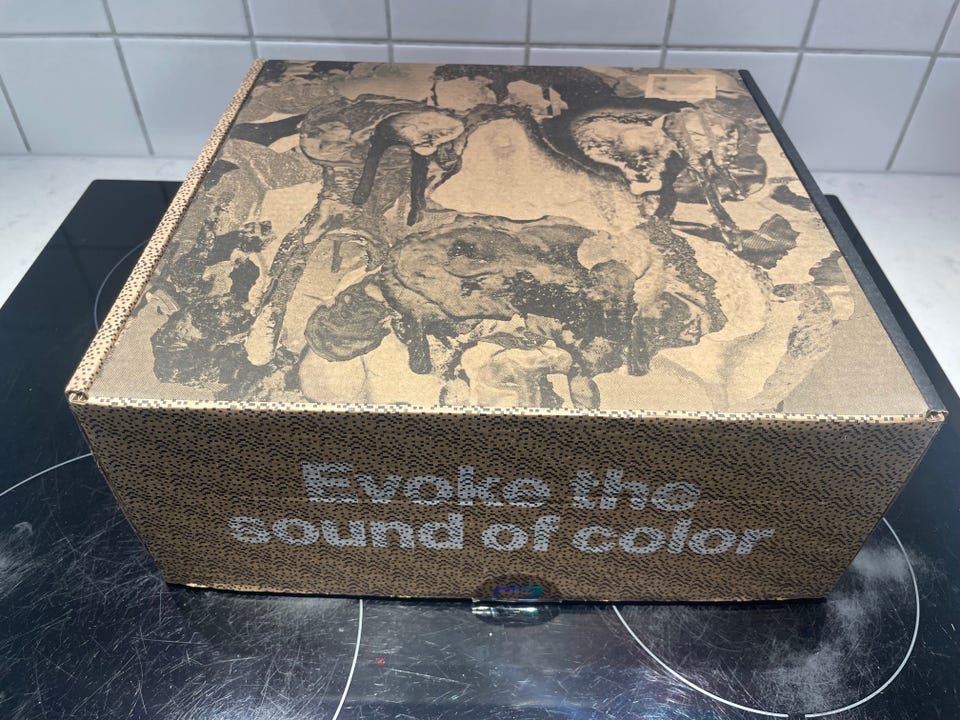 Evoke the
sound of color